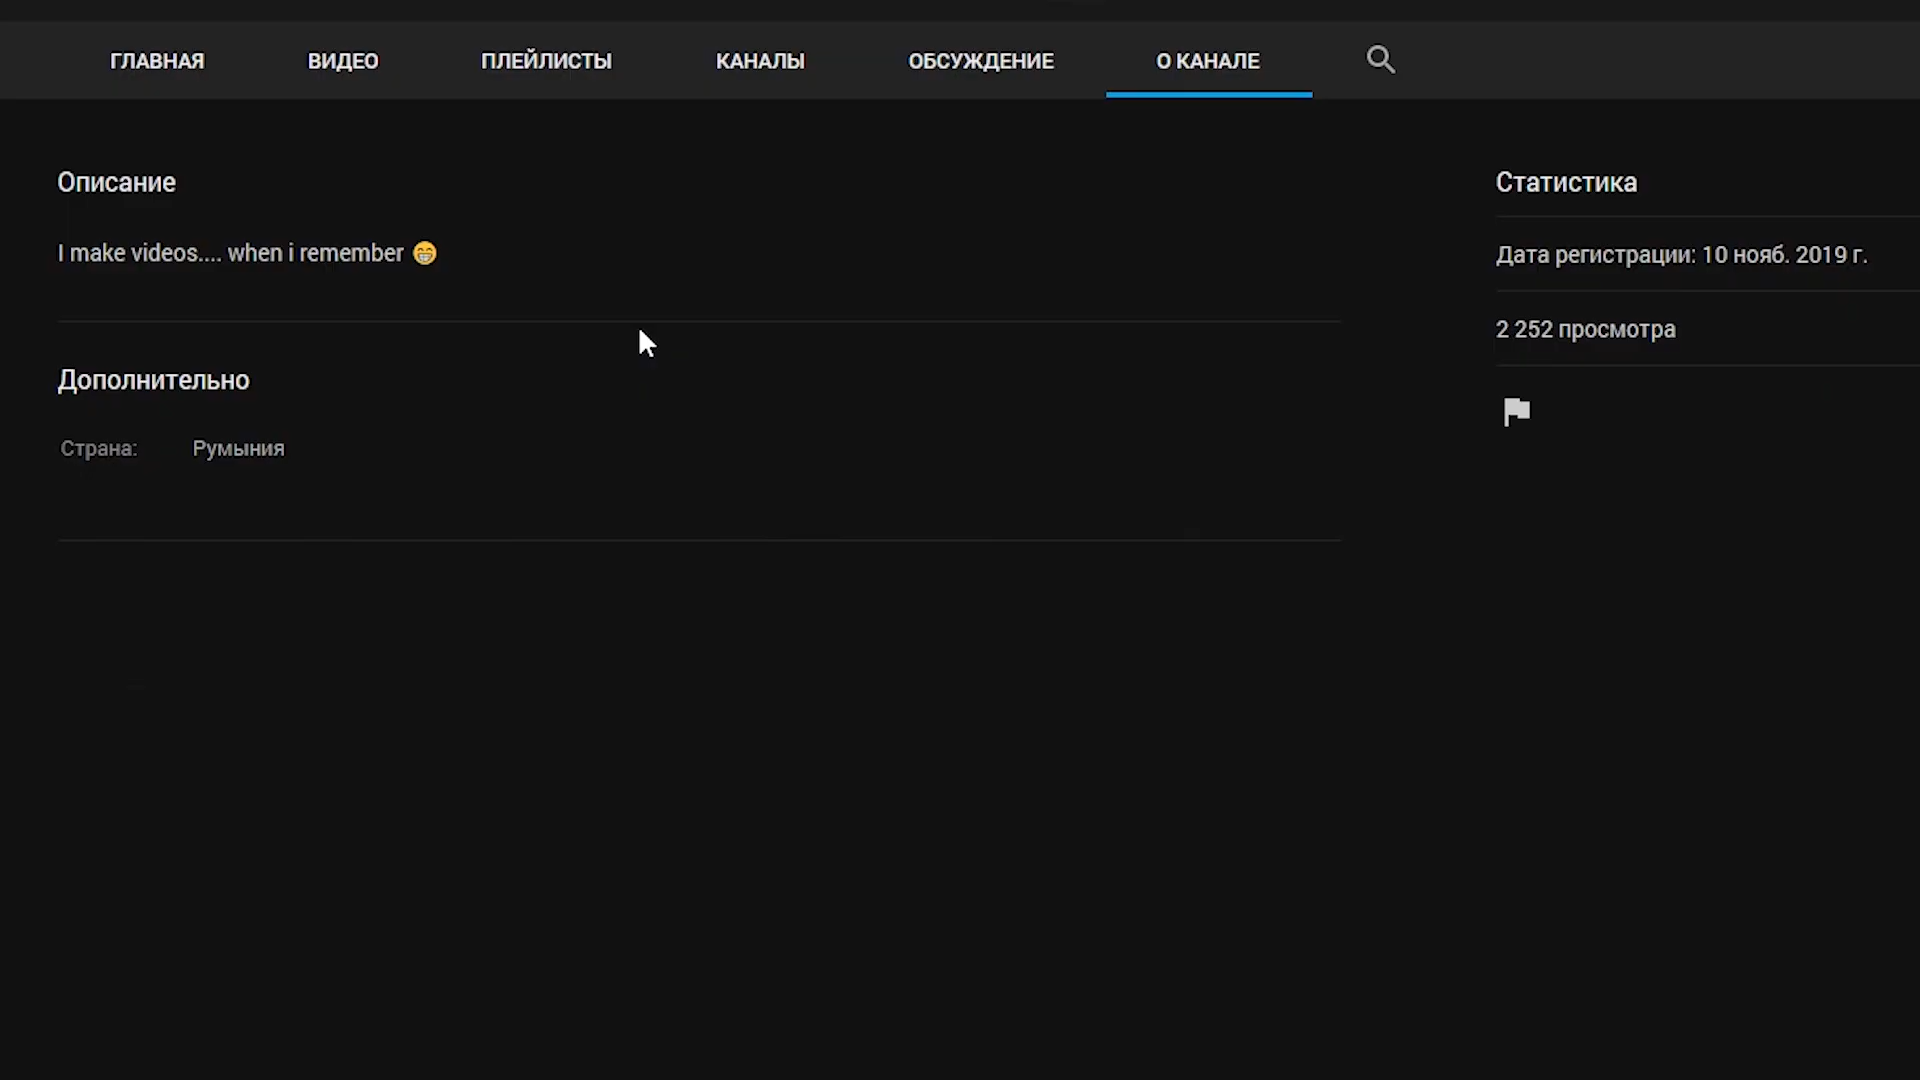 ГЛАВНАЯ ВИДЕО ПЛЕЙЛИСТЫ КАНАЛЫ ОБСУЖДЕНИЕ О КАНАЛЕ
Описание
I make videos.... when i remember 😁
Дополнительно
Страна: Румыния
Статистика
Дата регистрации: 10 нояб. 2019 г.
2 252 просмотра